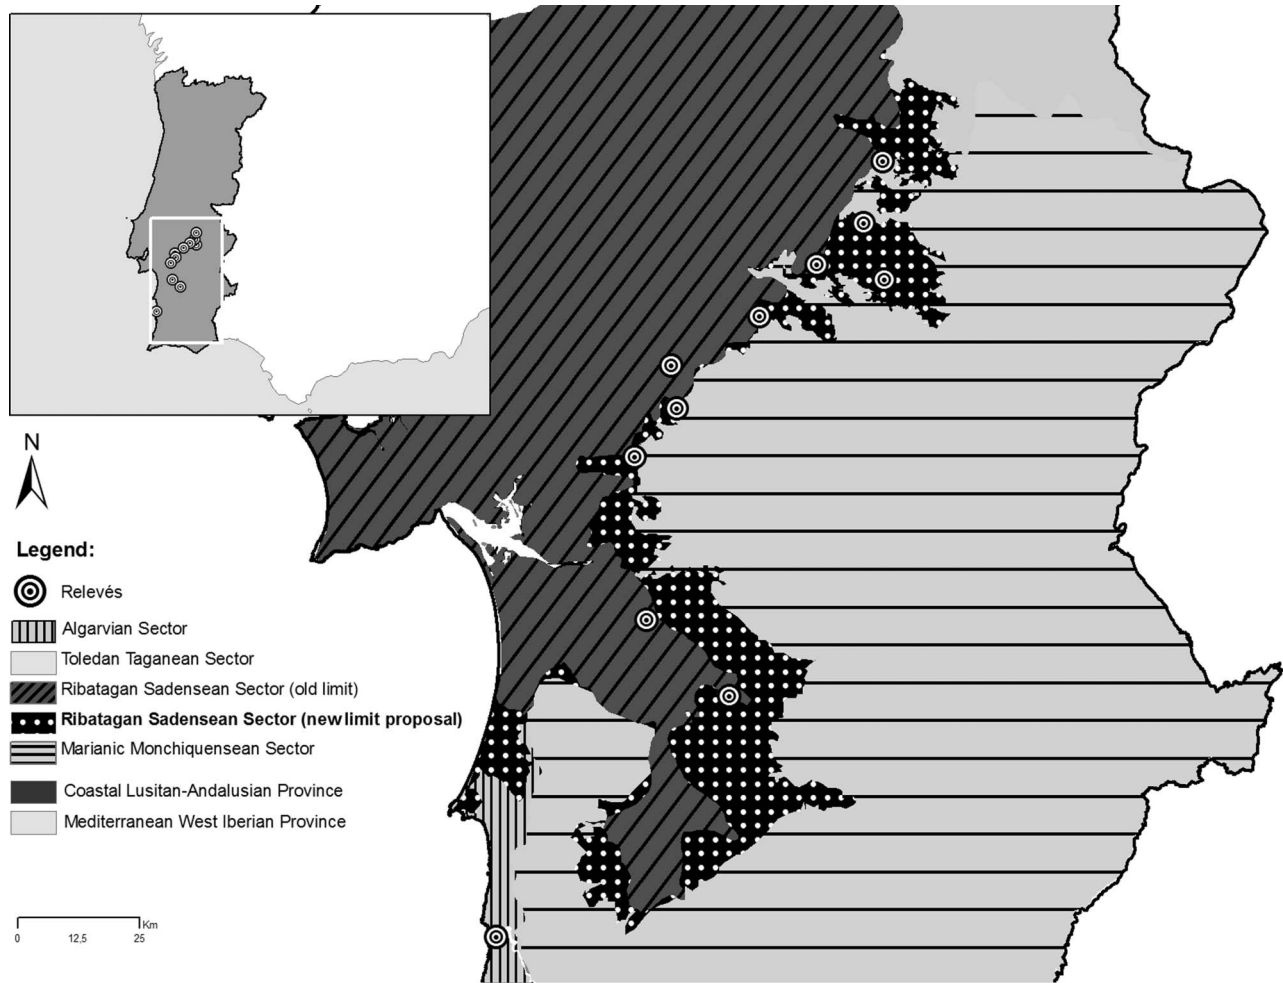 N
Legend:
Relevés
Algarvian Sector
Toledan Taganean Sector
Ribatagan Sadensean Sector (old limit)
Ribatagan Sadensean Sector (new limit proposal)
Marianic Monchiquensean Sector
Coastal Lusitan-Andalusian Province
Mediterranean West Iberian Province
Km
0 12,5 25